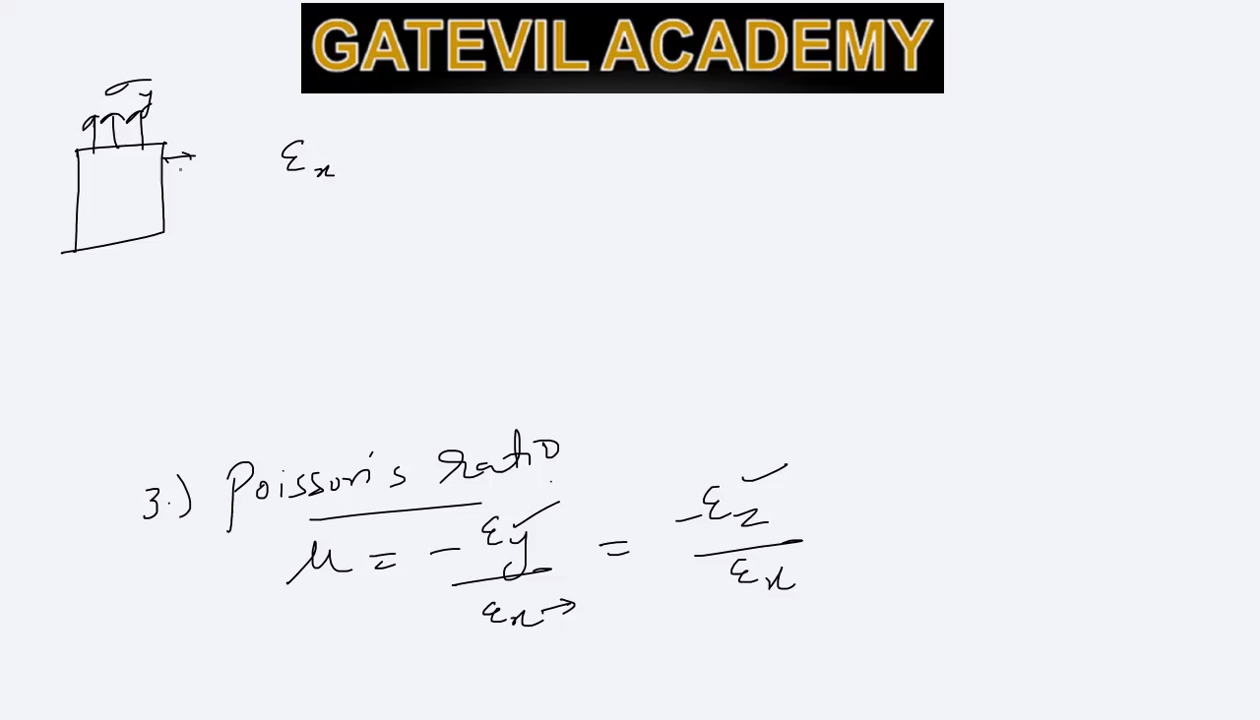 GATEVIL ACADEMY
σy
εx
3.) Poisson's ratio
μ = -εy/εx = -εz/εx